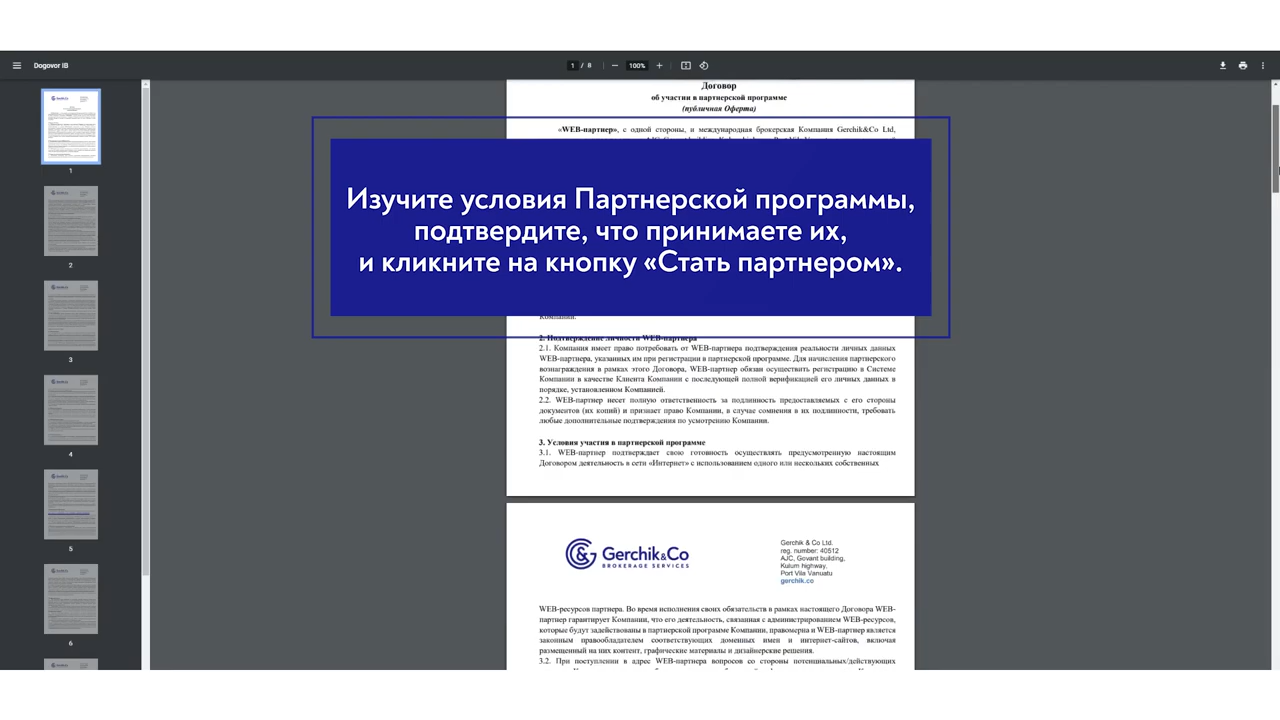 Dogovor IB
1 / 8
100%
Договор
об участии в партнерской программе
(публичная Оферта)
«WEB-партнер», с одной стороны, и международная брокерская Компания Gerchik&Co Ltd,
Изучите условия Партнерской программы,
подтвердите, что принимаете их,
и кликните на кнопку «Стать партнером».
Компании.
2. Подтверждение личности WEB-партнера
2.1. Компания имеет право потребовать от WEB-партнера подтверждения реальности личных данных
WEB-партнера, указанных им при регистрации в партнерской программе. Для начисления партнерского
вознаграждения в рамках этого Договора, WEB-партнер обязан осуществить регистрацию в Системе
Компании в качестве Клиента Компании с последующей полной верификацией его личных данных в
порядке, установленном Компанией.
2.2. WEB-партнер несет полную ответственность за подлинность предоставляемых с его стороны
документов (их копий) и признает право Компании, в случае сомнения в их подлинности, требовать
любые дополнительные подтверждения по усмотрению Компании.
3. Условия участия в партнерской программе
3.1. WEB-партнер подтверждает свою готовность осуществлять предусмотренную настоящим
Договором деятельность в сети «Интернет» с использованием одного или нескольких собственных
Gerchik&Co
BROKERAGE SERVICES
Gerchik & Co Ltd.
reg. number: 40512
AJC, Govant building,
Kulum highway,
Port Vila Vanuatu
gerchik.co
WEB-ресурсов партнера. Во время исполнения своих обязательств в рамках настоящего Договора WEB-
партнер гарантирует Компании, что его деятельность, связанная с администрированием WEB-ресурсов,
которые будут задействованы в партнерской программе Компании, правомерна и WEB-партнер является
законным правообладателем соответствующих доменных имен и интернет-сайтов, включая
размещенный на них контент, графические материалы и дизайнерские решения.
3.2. При поступлении в адрес WEB-партнера вопросов со стороны потенциальных/действующих
1
2
3
4
5
6